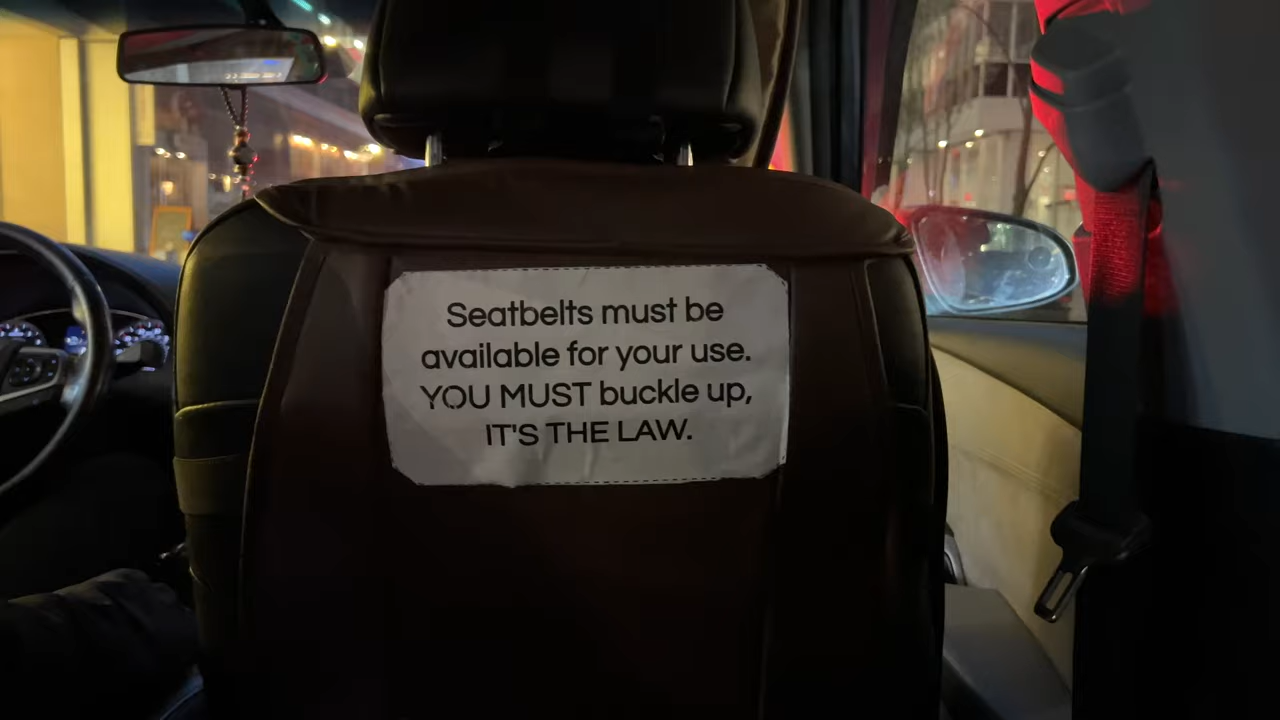 Seatbelts must be
available for your use.
YOU MUST buckle up,
IT'S THE LAW.